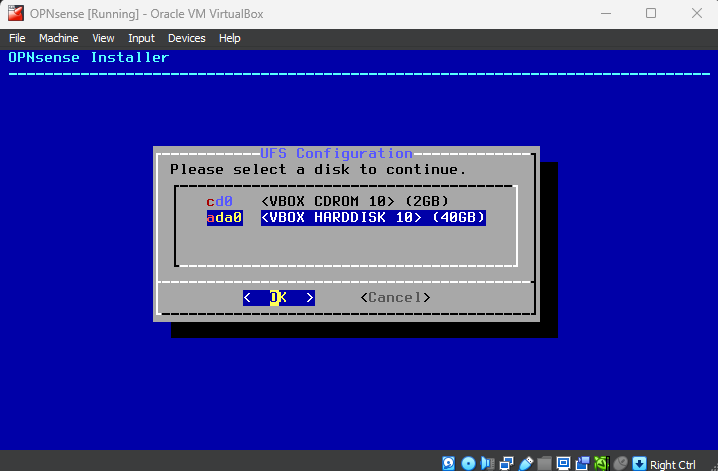 OPNsense [Running] - Oracle VM VirtualBox
File Machine View Input Devices Help
OPNsense Installer
UFS Configuration
Please select a disk to continue.
cd0 <VBOX CDROM 10> (2GB)
ada0 <VBOX HARDDISK 10> (40GB)
< OK > <Cancel>
Right Ctrl